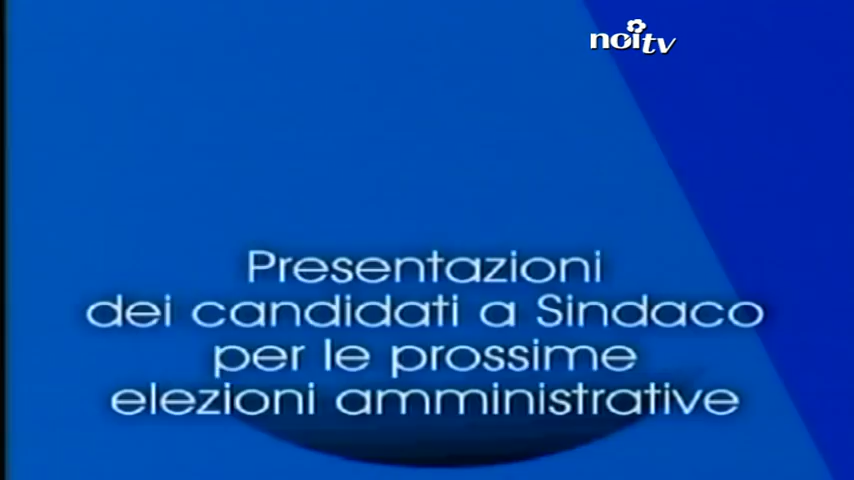 noitv
Presentazioni
dei candidati a Sindaco
per le prossime
elezioni amministrative